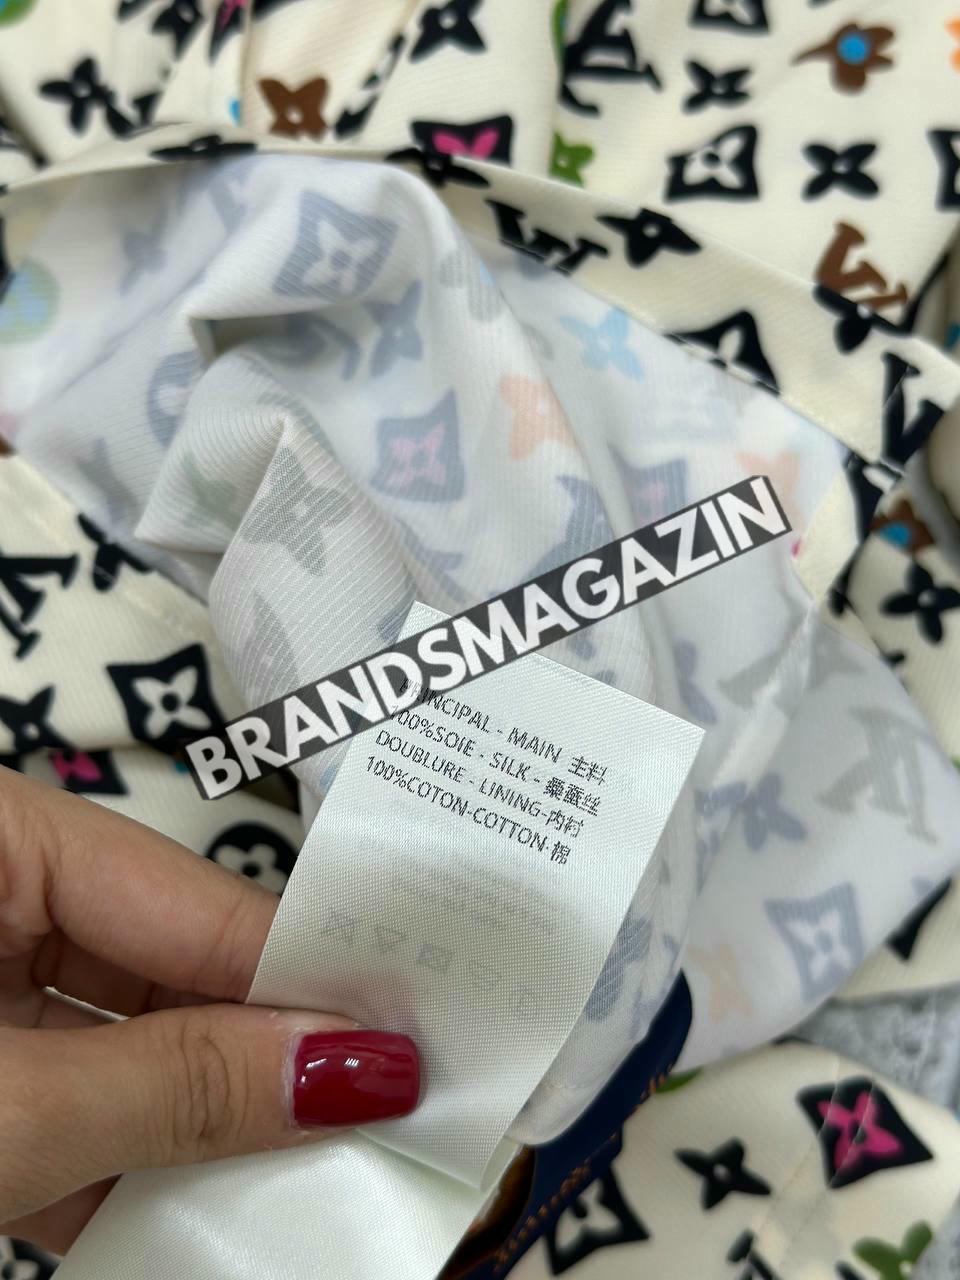 BRANDSMAGAZIN
PRINCIPAL - MAIN 主料
100%SOIE - SILK - 桑蚕丝
DOUBLURE - LINING-内衬
100%COTON-COTTON-棉